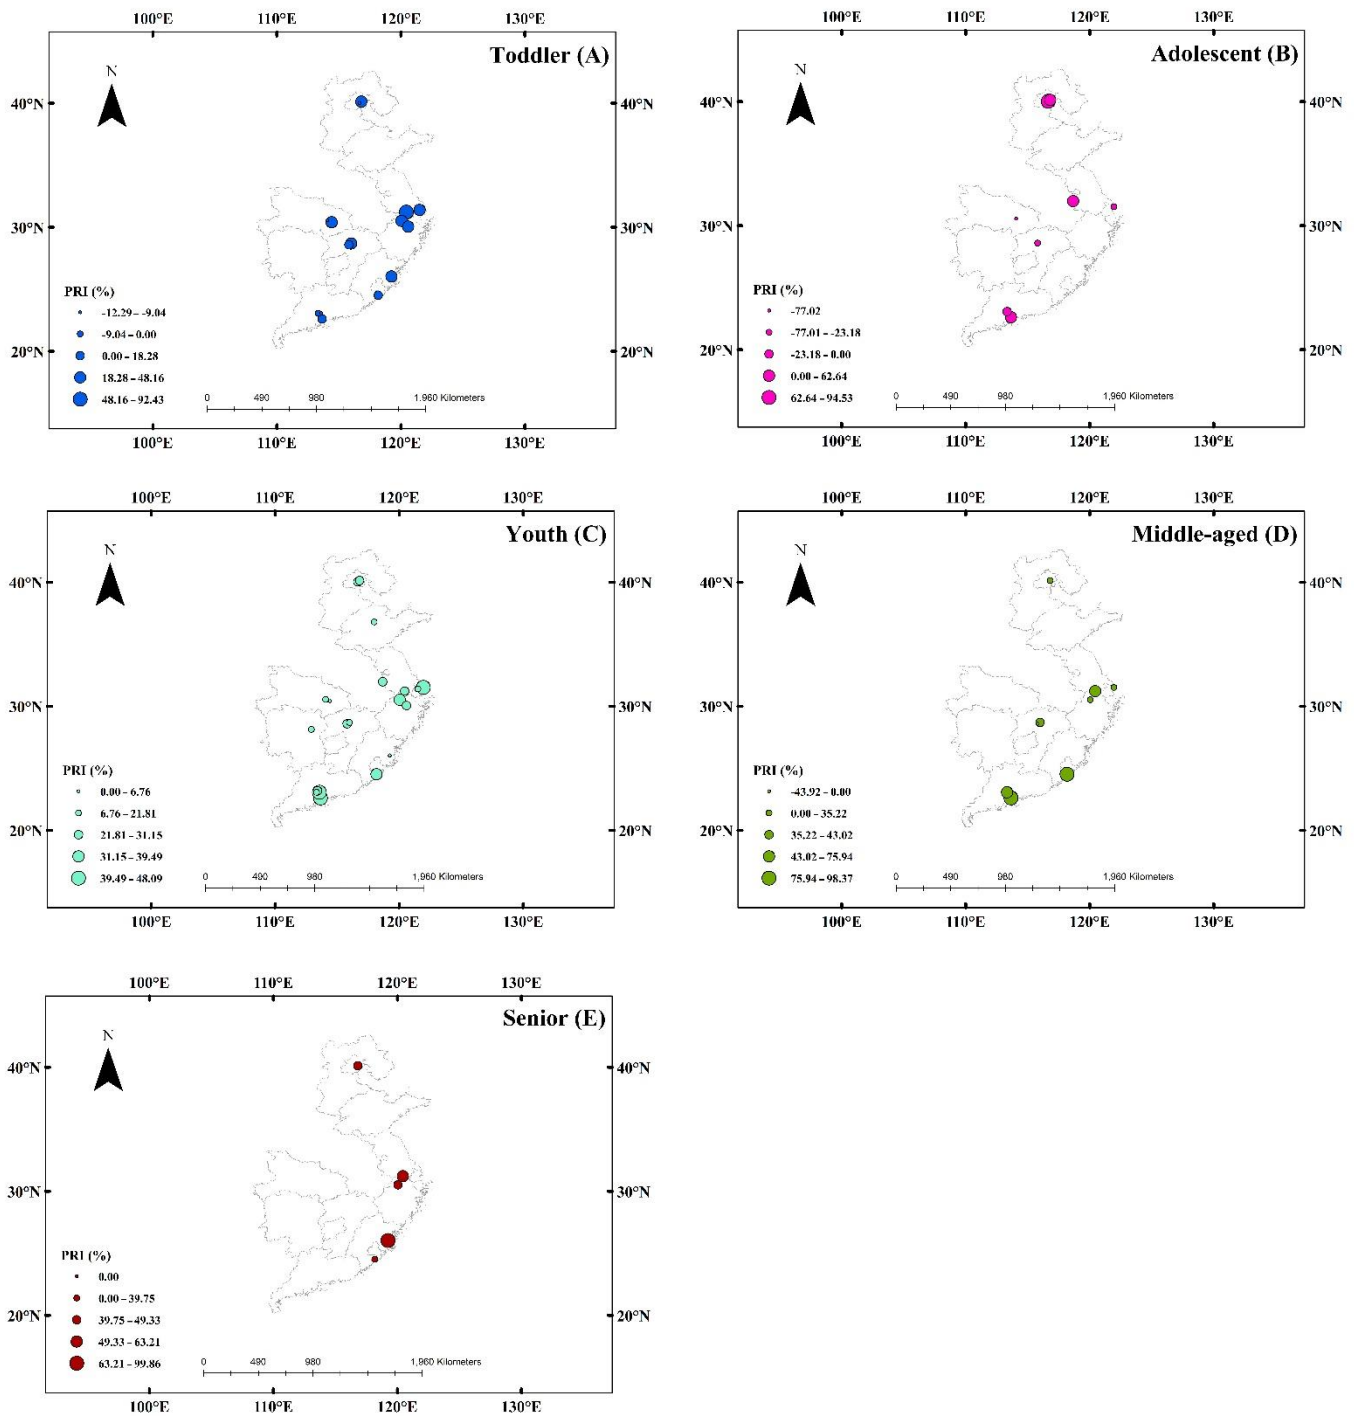 100°E 110°E 120°E 130°E
Toddler (A)
N
40°N 40°N
30°N 30°N
20°N 20°N
PRI (%)
-12.29 – -9.04
-9.04 – 0.00
0.00 – 18.28
18.28 – 48.16
48.16 – 92.43
0 490 980 1,960 Kilometers
100°E 110°E 120°E 130°E
100°E 110°E 120°E 130°E
Adolescent (B)
N
40°N 40°N
30°N 30°N
20°N 20°N
PRI (%)
-77.02
-77.01 – -23.18
-23.18 – 0.00
0.00 – 62.64
62.64 – 94.53
0 490 980 1,960 Kilometers
100°E 110°E 120°E 130°E
100°E 110°E 120°E 130°E
Youth (C)
N
40°N 40°N
30°N 30°N
20°N 20°N
PRI (%)
0.00 – 6.76
6.76 – 21.81
21.81 – 31.15
31.15 – 39.49
39.49 – 48.09
0 490 980 1,960 Kilometers
100°E 110°E 120°E 130°E
100°E 110°E 120°E 130°E
Middle-aged (D)
N
40°N 40°N
30°N 30°N
20°N 20°N
PRI (%)
-43.92 – 0.00
0.00 – 35.22
35.22 – 43.02
43.02 – 75.94
75.94 – 98.37
0 490 980 1,960 Kilometers
100°E 110°E 120°E 130°E
100°E 110°E 120°E 130°E
Senior (E)
N
40°N 40°N
30°N 30°N
20°N 20°N
PRI (%)
0.00
0.00 – 39.75
39.75 – 49.33
49.33 – 63.21
63.21 – 99.86
0 490 980 1,960 Kilometers
100°E 110°E 120°E 130°E